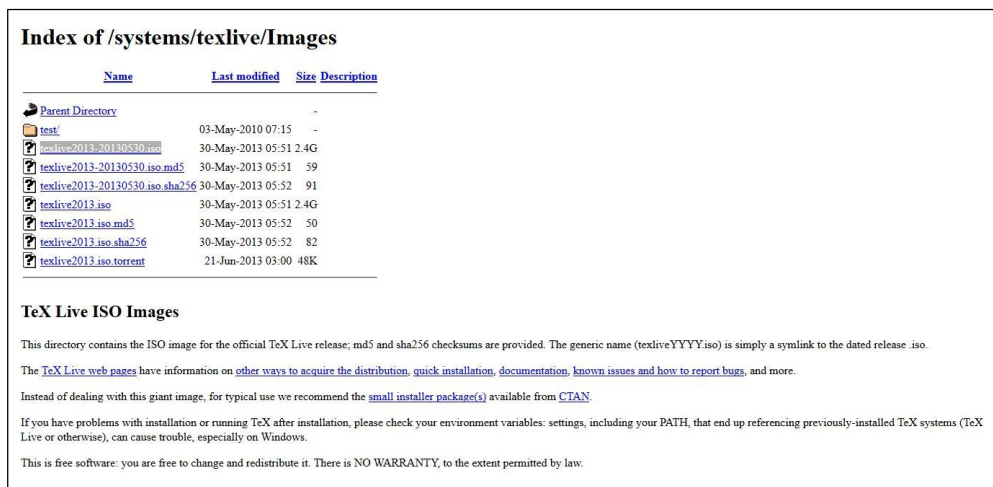 Index of /systems/texlive/Images
Name Last modified Size Description
Parent Directory -
test/ 03-May-2010 07:15 -
texlive2013-20130530.iso 30-May-2013 05:51 2.4G
texlive2013-20130530.iso.md5 30-May-2013 05:51 59
texlive2013-20130530.iso.sha256 30-May-2013 05:52 91
texlive2013.iso 30-May-2013 05:51 2.4G
texlive2013.iso.md5 30-May-2013 05:52 50
texlive2013.iso.sha256 30-May-2013 05:52 82
texlive2013.iso.torrent 21-Jun-2013 03:00 48K
TeX Live ISO Images
This directory contains the ISO image for the official TeX Live release; md5 and sha256 checksums are provided. The generic name (texliveYYYY.iso) is simply a symlink to the dated release .iso.
The TeX Live web pages have information on other ways to acquire the distribution, quick installation, documentation, known issues and how to report bugs, and more.
Instead of dealing with this giant image, for typical use we recommend the small installer package(s) available from CTAN.
If you have problems with installation or running TeX after installation, please check your environment variables: settings, including your PATH, that end up referencing previously-installed TeX systems (TeX
Live or otherwise), can cause trouble, especially on Windows.
This is free software: you are free to change and redistribute it. There is NO WARRANTY, to the extent permitted by law.